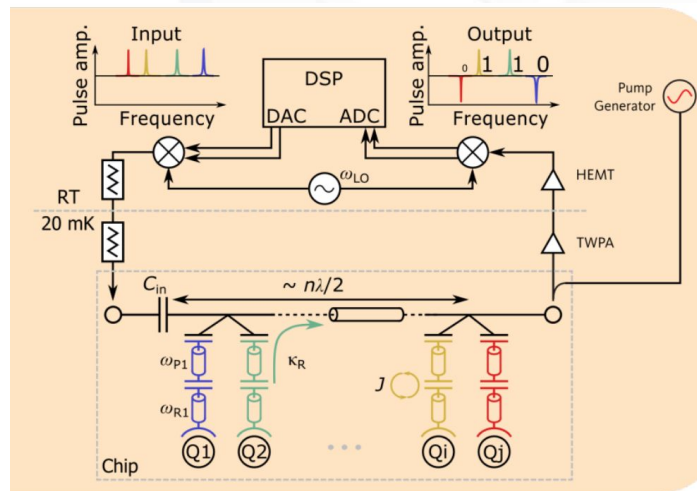 Input
Pulse amp.
Frequency
DSP
DAC ADC
Output
Pulse amp.
0 1 1 0
Frequency
Pump
Generator
ω_LO
HEMT
RT
20 mK
TWPA
C_in
~ nλ/2
ω_P1
κ_R
J
ω_R1
Q1 Q2 ... Qi Qj
Chip